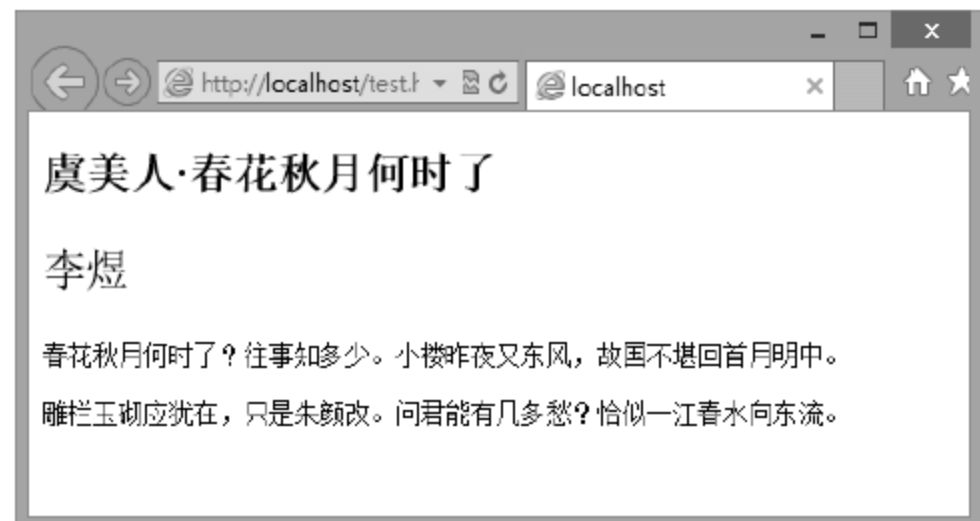 http://localhost/test.h
localhost
虞美人·春花秋月何时了
李煜
春花秋月何时了？往事知多少。小楼昨夜又东风，故国不堪回首月明中。
雕栏玉砌应犹在，只是朱颜改。问君能有几多愁？恰似一江春水向东流。